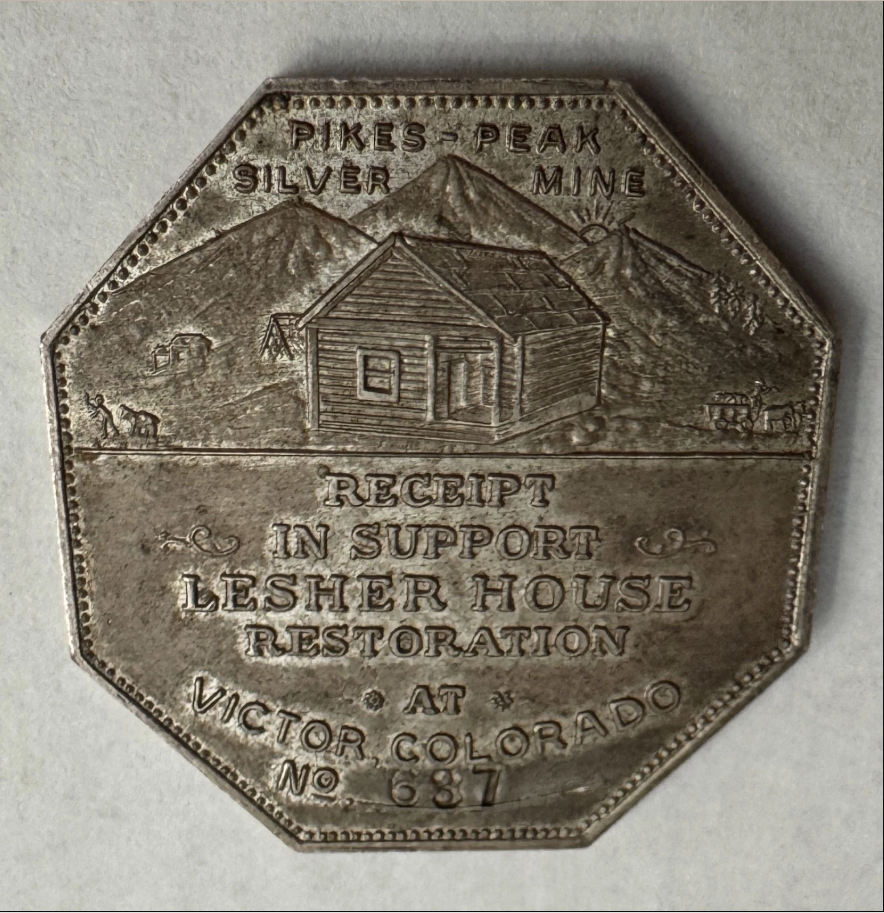 PIKES-PEAK
SILVER MINE
RECEIPT
IN SUPPORT
LESHER HOUSE
RESTORATION
AT
VICTOR, COLORADO
No. 687